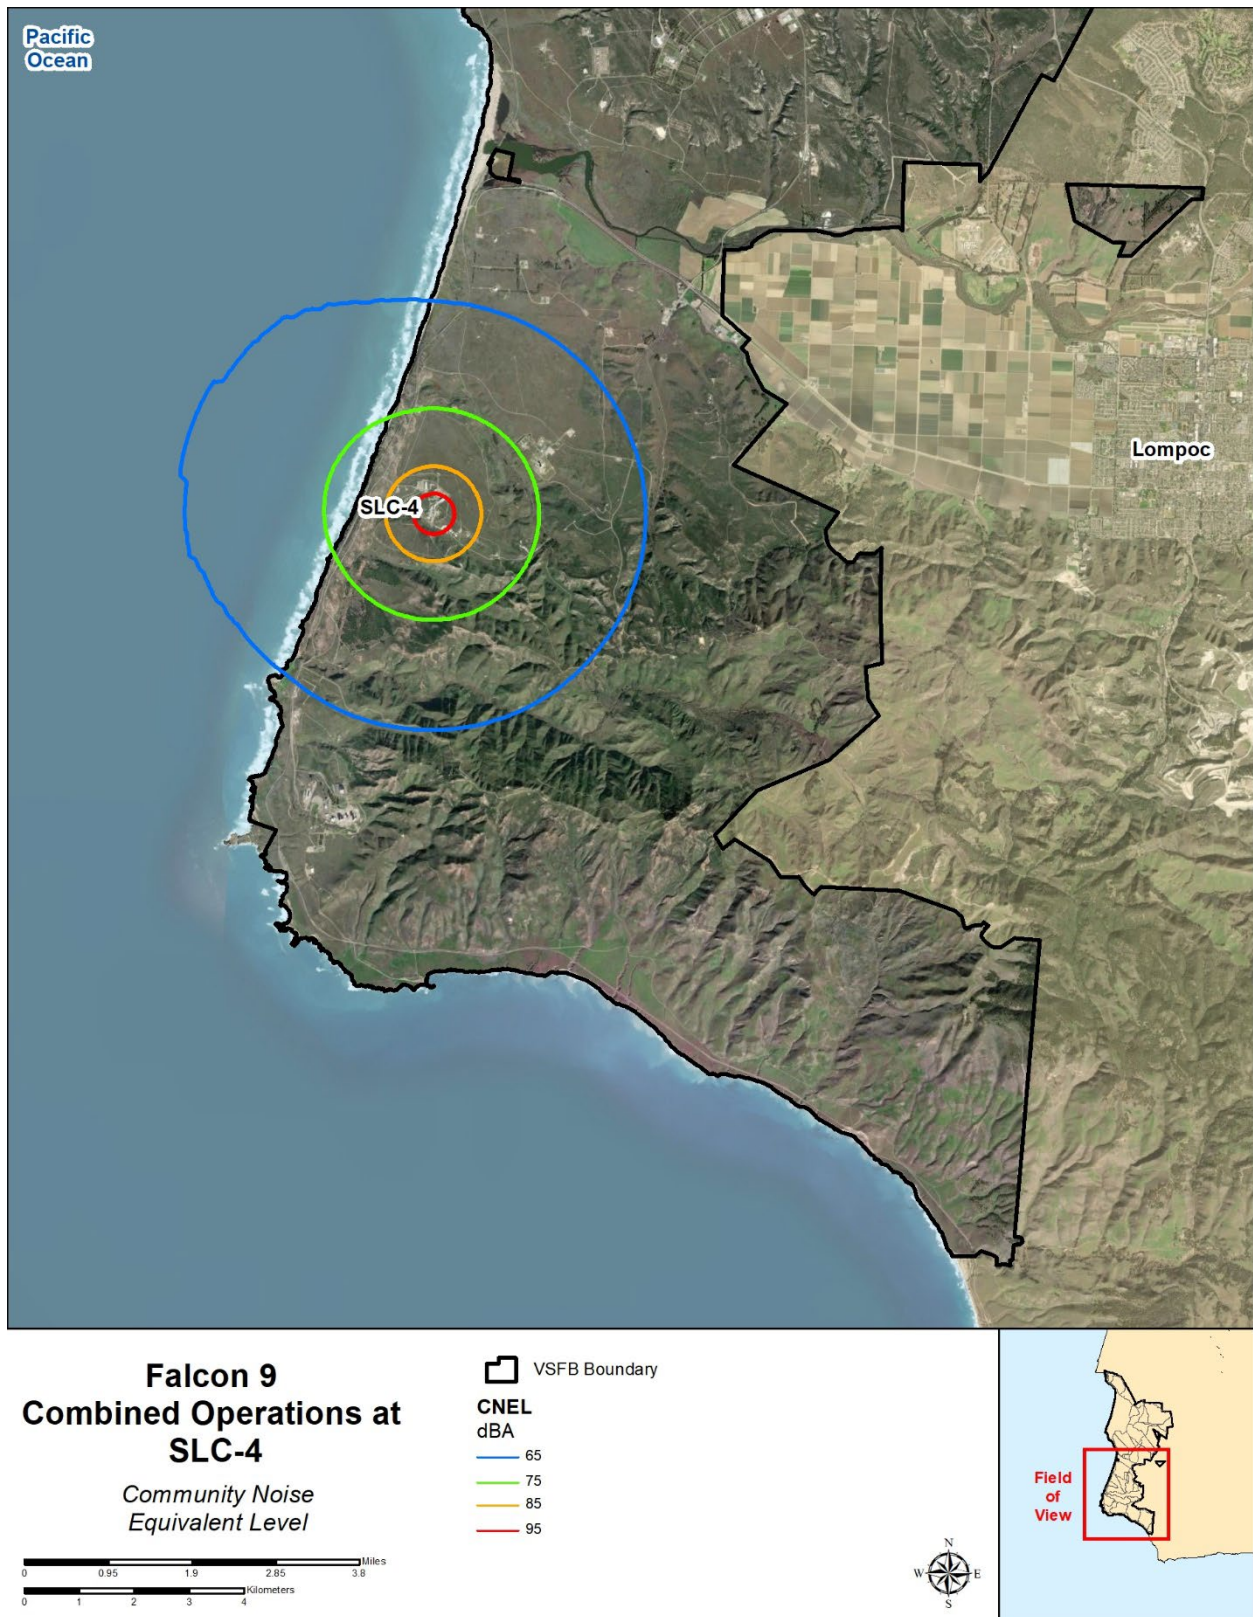 Pacific
Ocean
Lompoc
SLC-4
Falcon 9
Combined Operations at
SLC-4
Community Noise
Equivalent Level
Miles
0 0.95 1.9 2.85 3.8
Kilometers
0 1 2 3 4
VSFB Boundary
CNEL
dBA
65
75
85
95
N
W E
S
Field
of
View